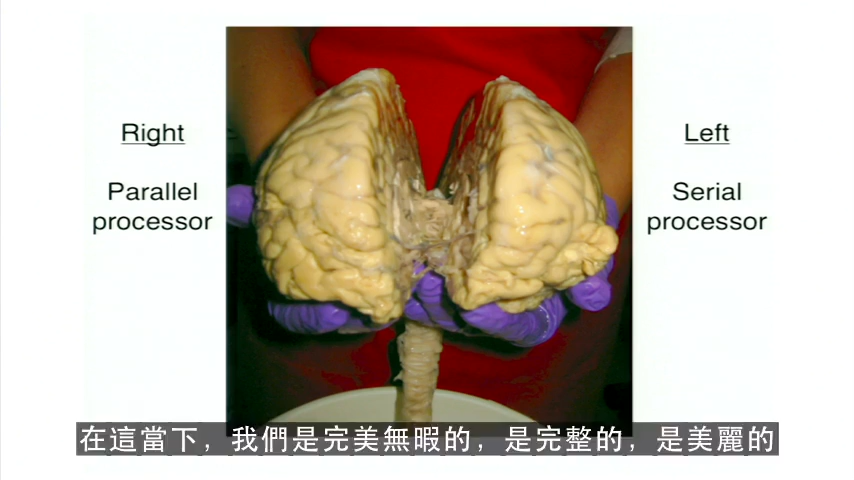 Right
Parallel
processor
Left
Serial
processor
在這當下，我們是完美無暇的，是完整的，是美麗的